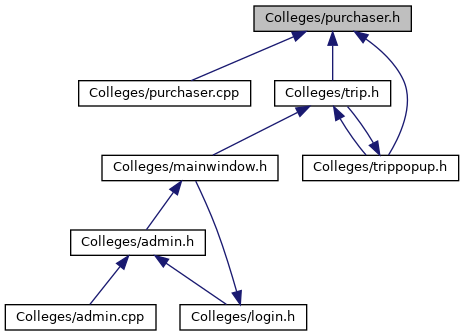 Colleges/purchaser.h
Colleges/purchaser.cpp
Colleges/trip.h
Colleges/mainwindow.h
Colleges/trippopup.h
Colleges/admin.h
Colleges/admin.cpp
Colleges/login.h